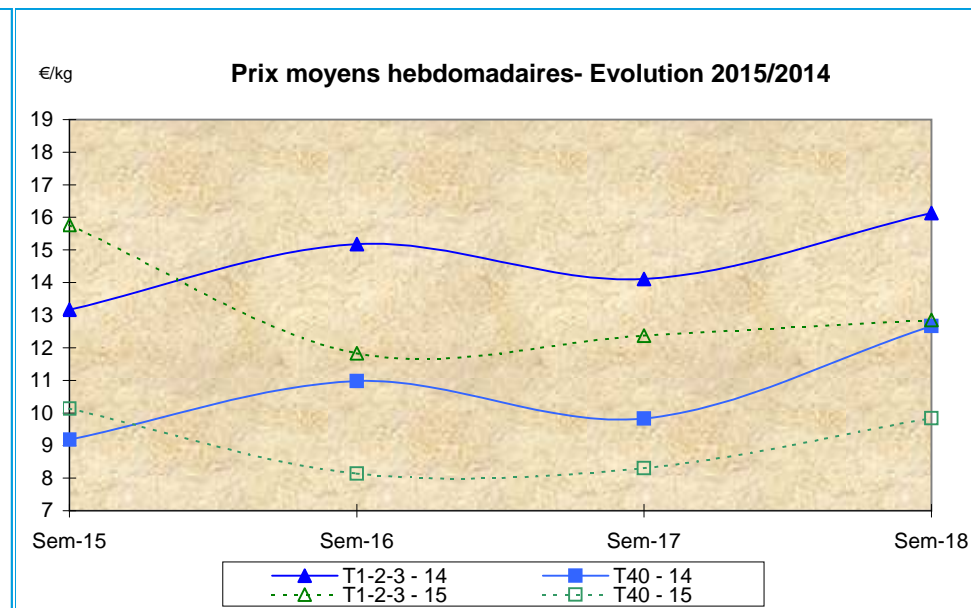 €/kg
Prix moyens hebdomadaires- Evolution 2015/2014
19
18
17
16
15
14
13
12
11
10
9
8
7
Sem-15 Sem-16 Sem-17 Sem-18
T1-2-3 - 14 T40 - 14
T1-2-3 - 15 T40 - 15